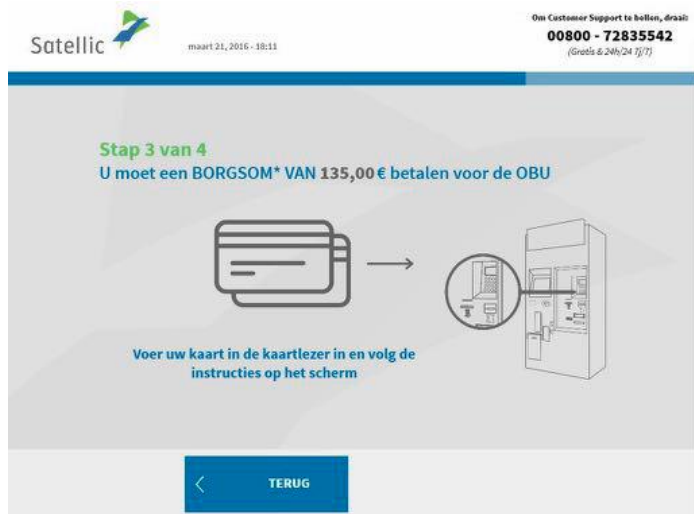 Satellic
maart 21, 2016 - 18:11
Om Customer Support te bellen, draai:
00800 - 72835542
(Gratis & 24h/24 7j/7)
Stap 3 van 4
U moet een BORGSOM* VAN 135,00 € betalen voor de OBU
Voer uw kaart in de kaartlezer in en volg de
instructies op het scherm
TERUG